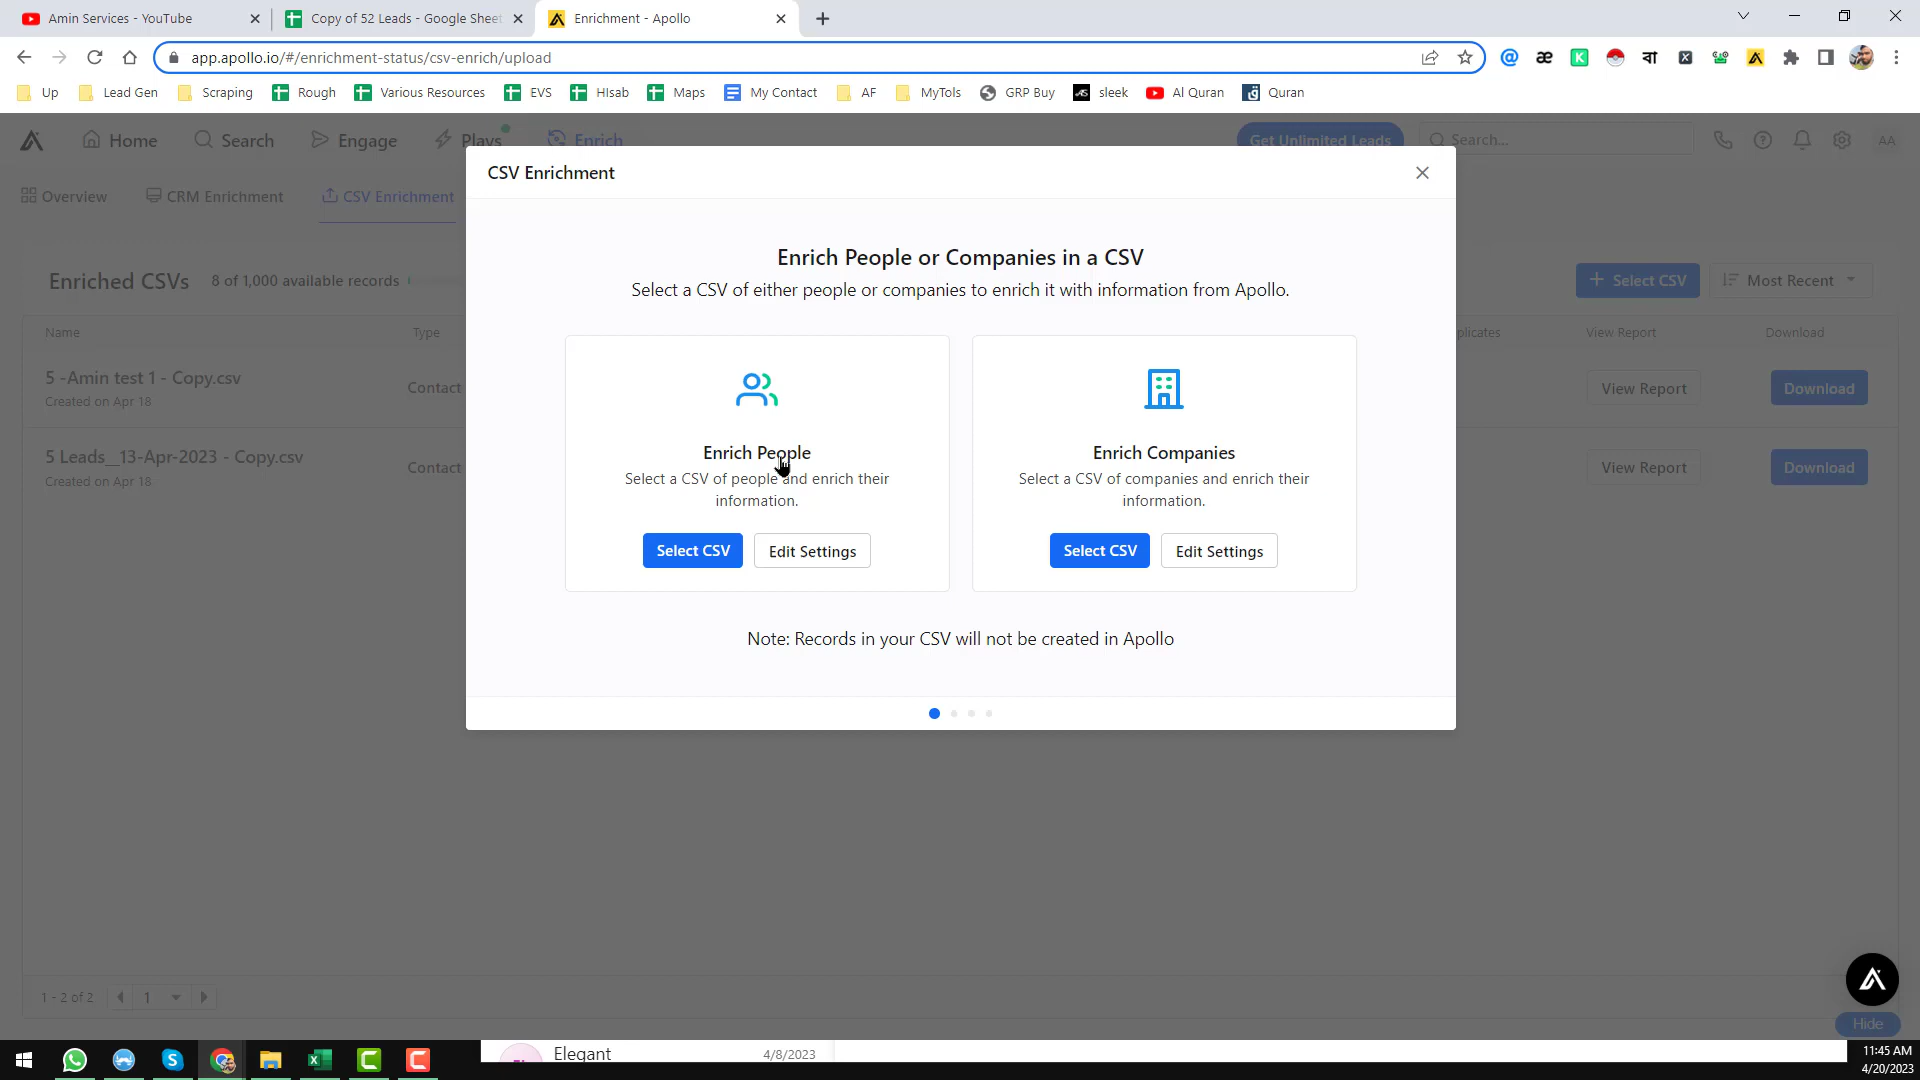 Amin Services - YouTube
Copy of 52 Leads - Google Sheet
Enrichment - Apollo
app.apollo.io/#/enrichment-status/csv-enrich/upload
Up
Lead Gen
Scraping
Rough
Various Resources
EVS
HIsab
Maps
My Contact
AF
MyTols
GRP Buy
sleek
Al Quran
Quran
Home
Search
Engage
Plays
Enrich
Get Unlimited Leads
Search...
AA
Overview
CRM Enrichment
CSV Enrichment
CSV Enrichment
Enriched CSVs
8 of 1,000 available records
Select CSV
Most Recent
Name
Type
plicates
View Report
Download
5 -Amin test 1 - Copy.csv
Created on Apr 18
Contact
View Report
Download
5 Leads__13-Apr-2023 - Copy.csv
Created on Apr 18
Contact
View Report
Download
Enrich People or Companies in a CSV
Select a CSV of either people or companies to enrich it with information from Apollo.
Enrich People
Select a CSV of people and enrich their
information.
Select CSV
Edit Settings
Enrich Companies
Select a CSV of companies and enrich their
information.
Select CSV
Edit Settings
Note: Records in your CSV will not be created in Apollo
1 - 2 of 2
1
Hide
Elegant
4/8/2023
11:45 AM
4/20/2023